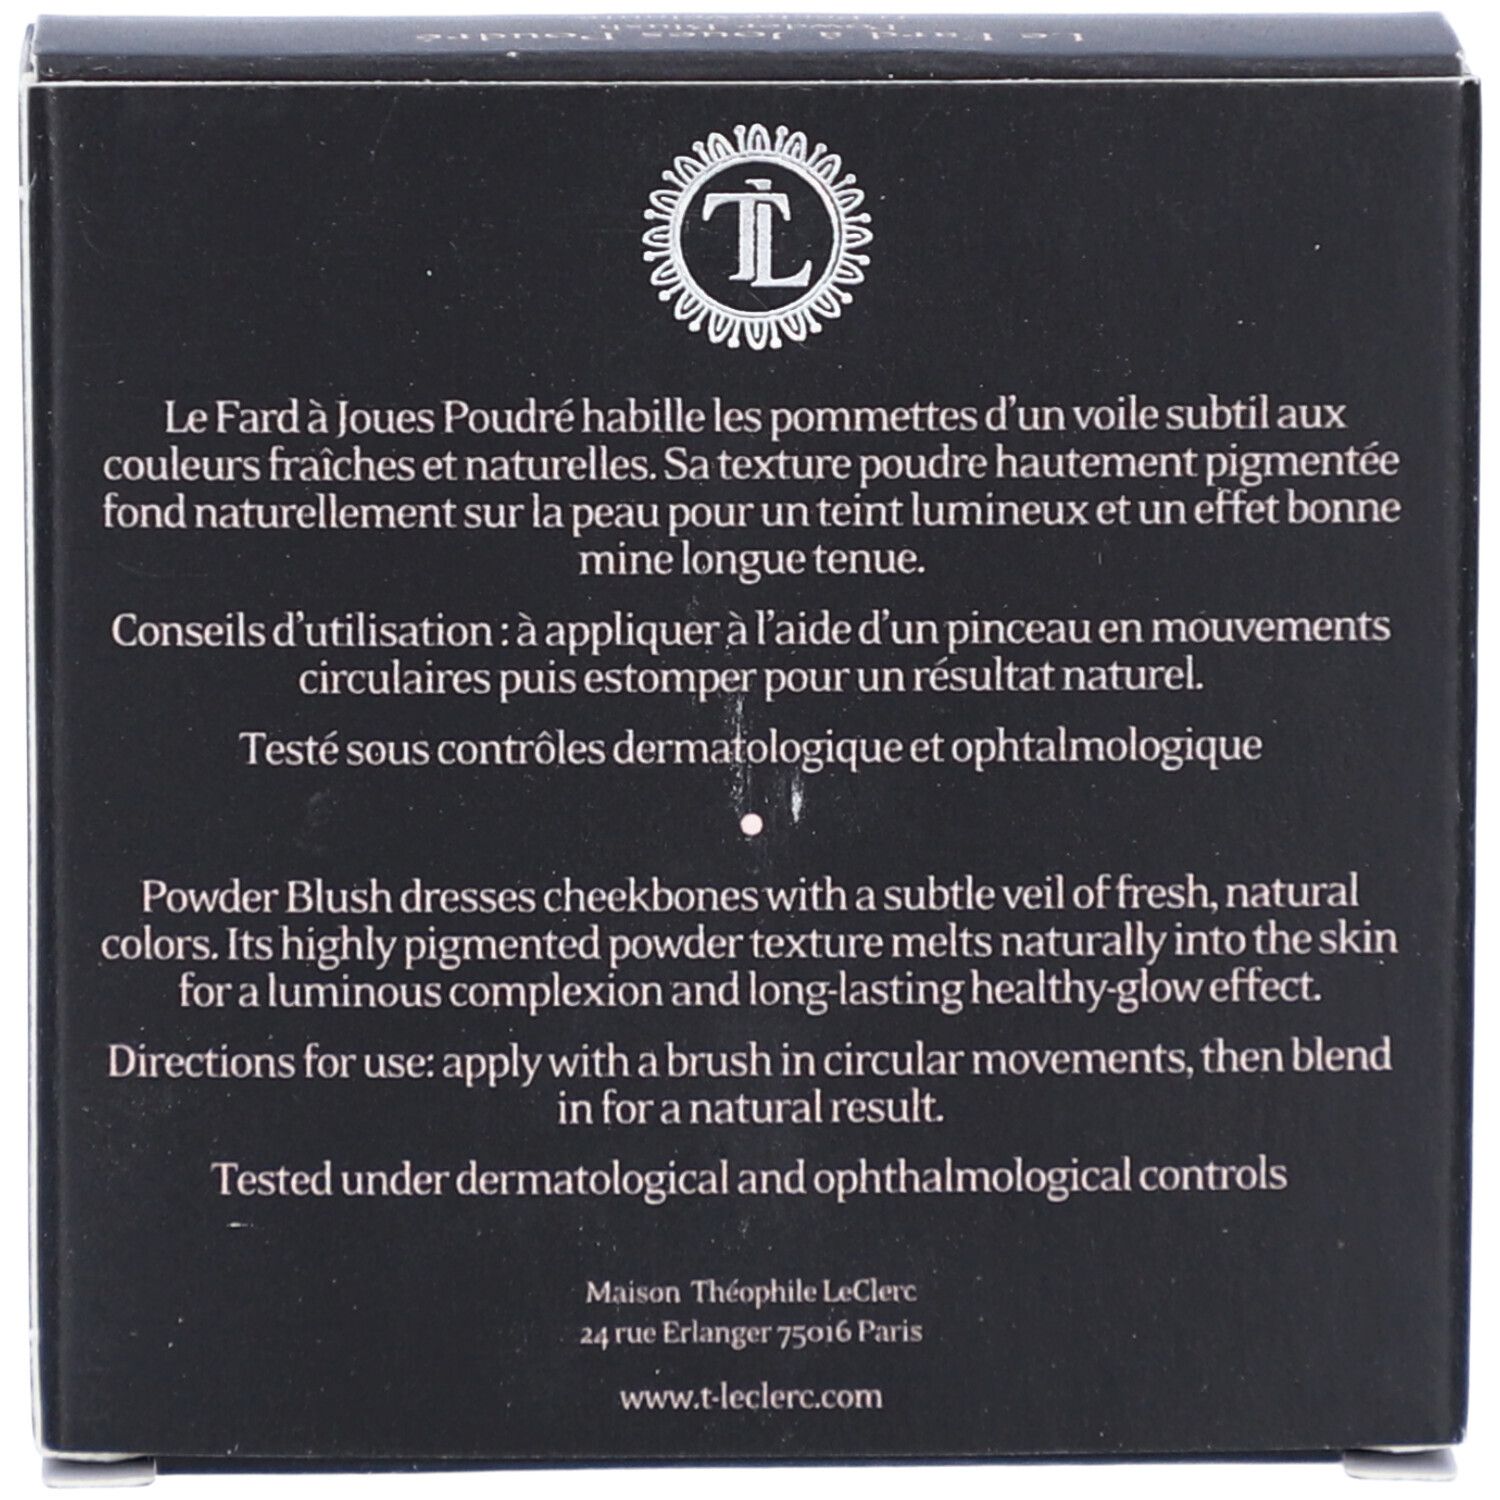 Le Fard à Joues Poudré
Powder Blush
TL
Le Fard à Joues Poudré habille les pommettes d'un voile subtil aux
couleurs fraîches et naturelles. Sa texture poudre hautement pigmentée
fond naturellement sur la peau pour un teint lumineux et un effet bonne
mine longue tenue.
Conseils d'utilisation : à appliquer à l'aide d'un pinceau en mouvements
circulaires puis estomper pour un résultat naturel.
Testé sous contrôles dermatologique et ophtalmologique
Powder Blush dresses cheekbones with a subtle veil of fresh, natural
colors. Its highly pigmented powder texture melts naturally into the skin
for a luminous complexion and long-lasting healthy-glow effect.
Directions for use: apply with a brush in circular movements, then blend
in for a natural result.
Tested under dermatological and ophthalmological controls
Maison Théophile LeClerc
24 rue Erlanger 75016 Paris
www.t-leclerc.com